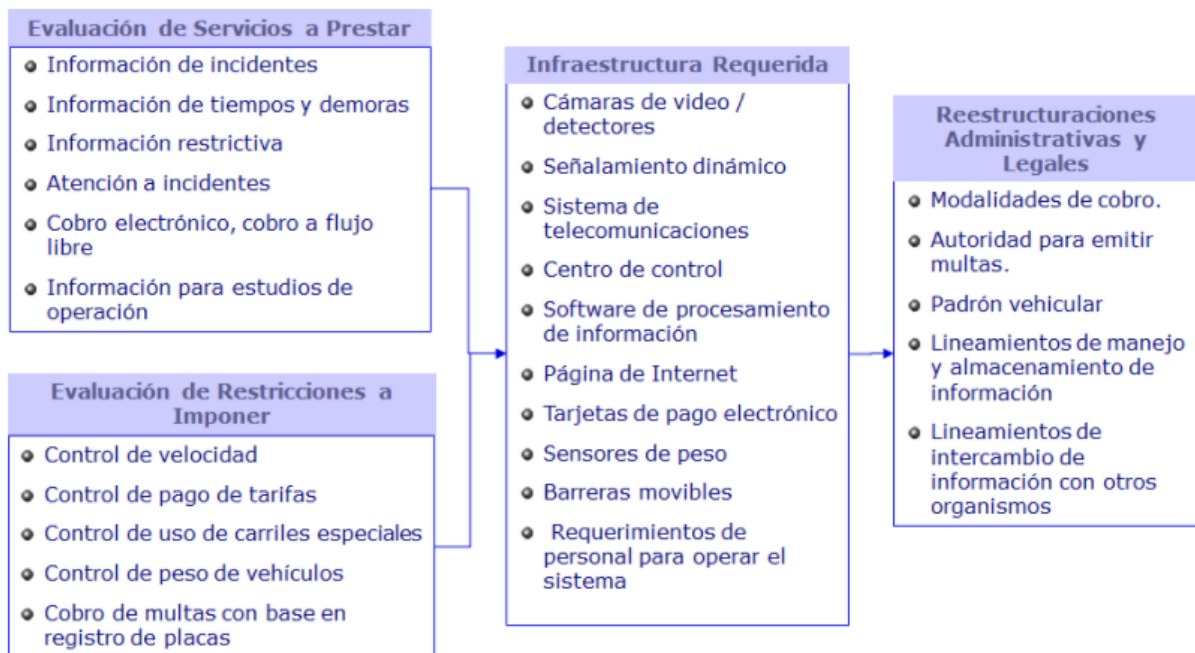 Evaluación de Servicios a Prestar
Información de incidentes
Información de tiempos y demoras
Información restrictiva
Atención a incidentes
Cobro electrónico, cobro a flujo
libre
Información para estudios de
operación
Evaluación de Restricciones a
Imponer
Control de velocidad
Control de pago de tarifas
Control de uso de carriles especiales
Control de peso de vehículos
Cobro de multas con base en
registro de placas
Infraestructura Requerida
Cámaras de video /
detectores
Señalamiento dinámico
Sistema de
telecomunicaciones
Centro de control
Software de procesamiento
de información
Página de Internet
Tarjetas de pago electrónico
Sensores de peso
Barreras movibles
Requerimientos de
personal para operar el
sistema
Reestructuraciones
Administrativas y
Legales
Modalidades de cobro.
Autoridad para emitir
multas.
Padrón vehicular
Lineamientos de manejo
y almacenamiento de
información
Lineamientos de
intercambio de
información con otros
organismos